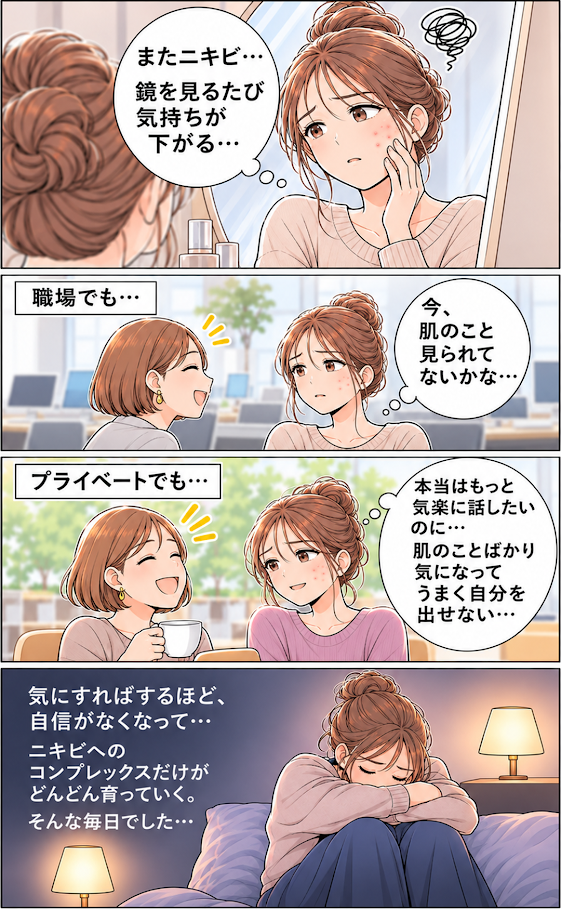 またニキビ…
鏡を見るたび
気持ちが
下がる…
職場でも…
今、
肌のこと
見られて
ないかな…
プライベートでも…
本当はもっと
気楽に話したい
のに…
肌のことばかり
気になって
うまく自分を
出せない…
気にすればするほど、
自信がなくなって…
ニキビへの
コンプレックスだけが
どんどん育っていく。
そんな毎日でした…